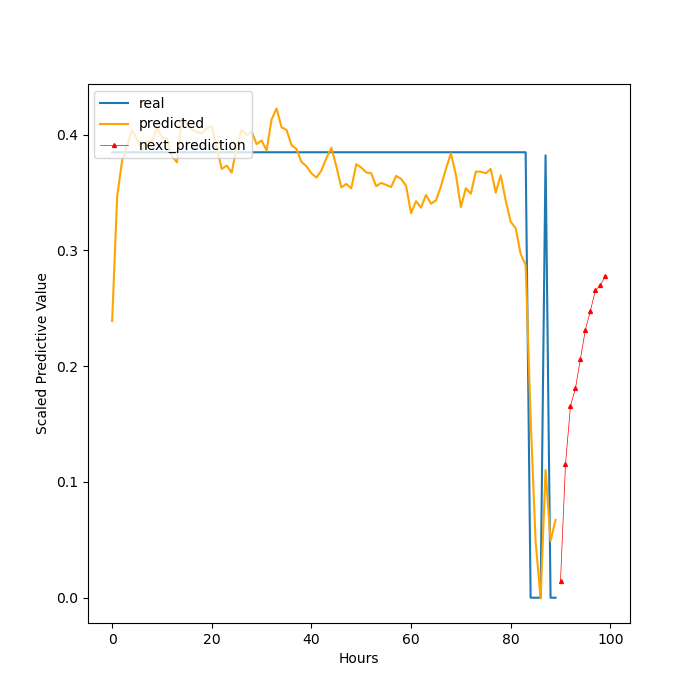 real
predicted
next_prediction
0.4
0.3
0.2
0.1
0.0
Scaled Predictive Value
0 20 40 60 80 100
Hours